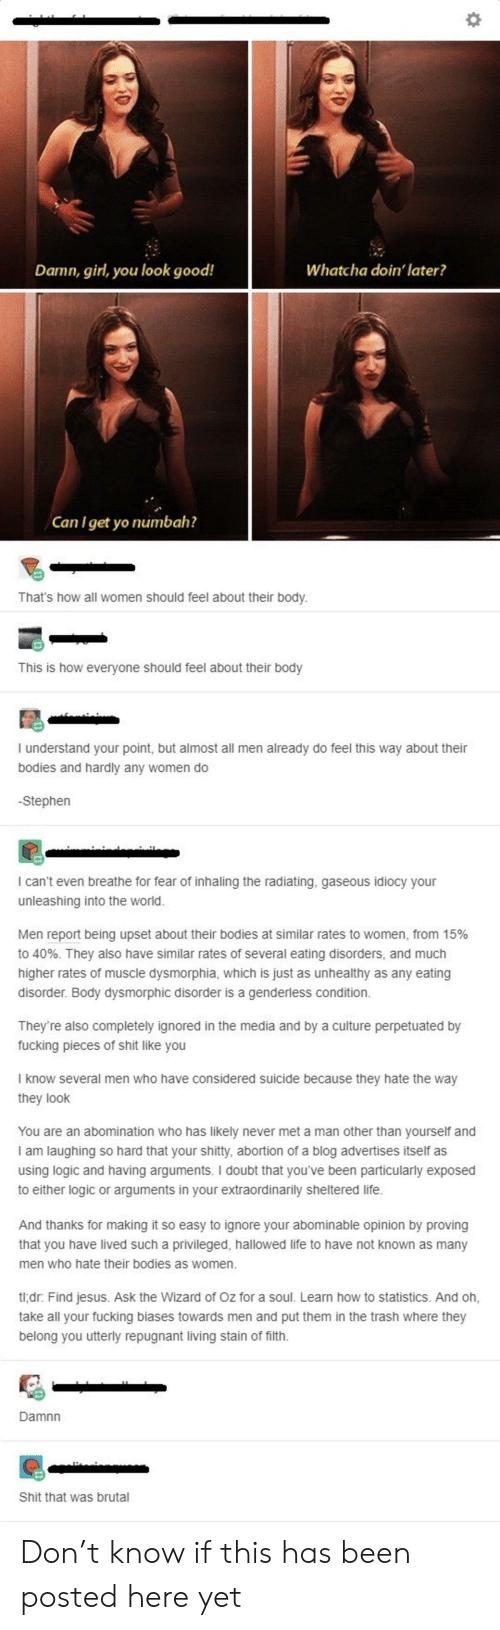 Damn, girl, you look good!
Whatcha doin' later?
Can I get yo numbah?
That's how all women should feel about their body.
This is how everyone should feel about their body
I understand your point, but almost all men already do feel this way about their
bodies and hardly any women do
-Stephen
I can't even breathe for fear of inhaling the radiating, gaseous idiocy your
unleashing into the world.
Men report being upset about their bodies at similar rates to women, from 15%
to 40%. They also have similar rates of several eating disorders, and much
higher rates of muscle dysmorphia, which is just as unhealthy as any eating
disorder. Body dysmorphic disorder is a genderless condition.
They're also completely ignored in the media and by a culture perpetuated by
fucking pieces of shit like you
I know several men who have considered suicide because they hate the way
they look
You are an abomination who has likely never met a man other than yourself and
I am laughing so hard that your shitty, abortion of a blog advertises itself as
using logic and having arguments. I doubt that you've been particularly exposed
to either logic or arguments in your extraordinarily sheltered life.
And thanks for making it so easy to ignore your abominable opinion by proving
that you have lived such a privileged, hallowed life to have not known as many
men who hate their bodies as women.
tl;dr: Find jesus. Ask the Wizard of Oz for a soul. Learn how to statistics. And oh,
take all your fucking biases towards men and put them in the trash where they
belong you utterly repugnant living stain of filth.
Damnn
Shit that was brutal
Don't know if this has been
posted here yet